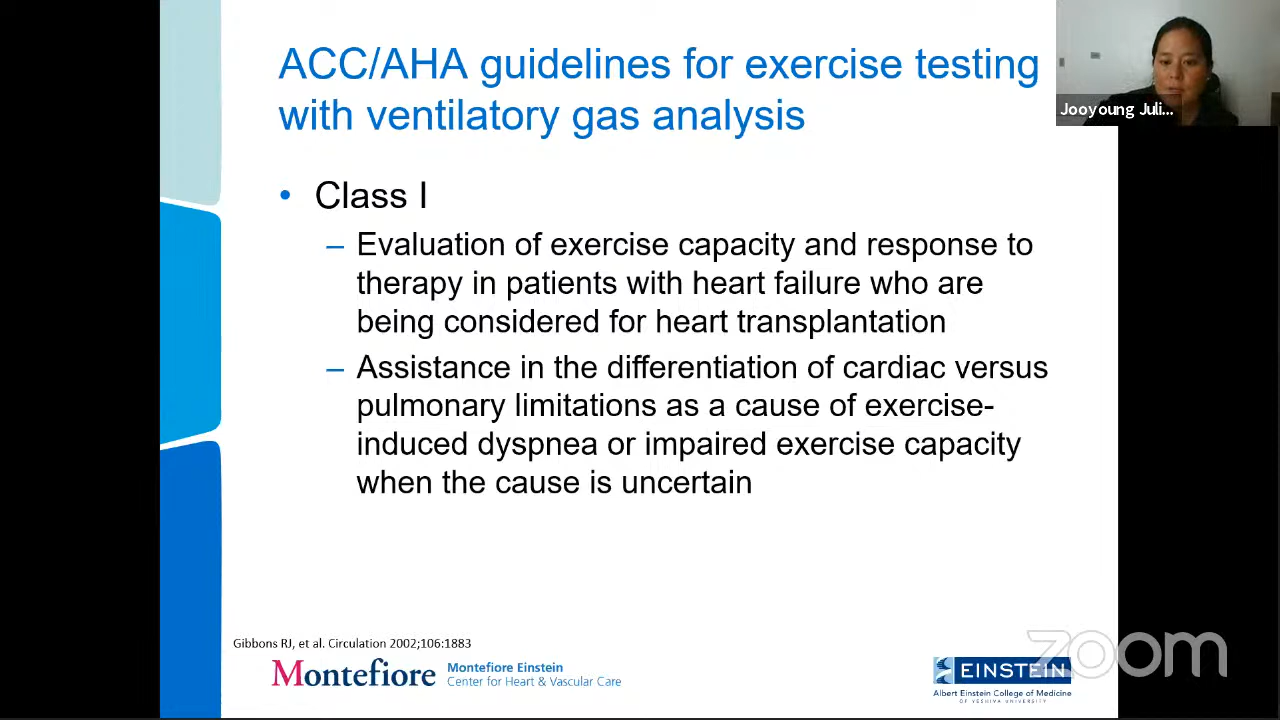 ACC/AHA guidelines for exercise testing
with ventilatory gas analysis
Jooyoung Juli...
• Class I
– Evaluation of exercise capacity and response to
therapy in patients with heart failure who are
being considered for heart transplantation
– Assistance in the differentiation of cardiac versus
pulmonary limitations as a cause of exercise-
induced dyspnea or impaired exercise capacity
when the cause is uncertain
Gibbons RJ, et al. Circulation 2002;106:1883
Montefiore
Montefiore Einstein
Center for Heart & Vascular Care
EINSTEIN
Albert Einstein College of Medicine
OF YESHIVA UNIVERSITY
zoom